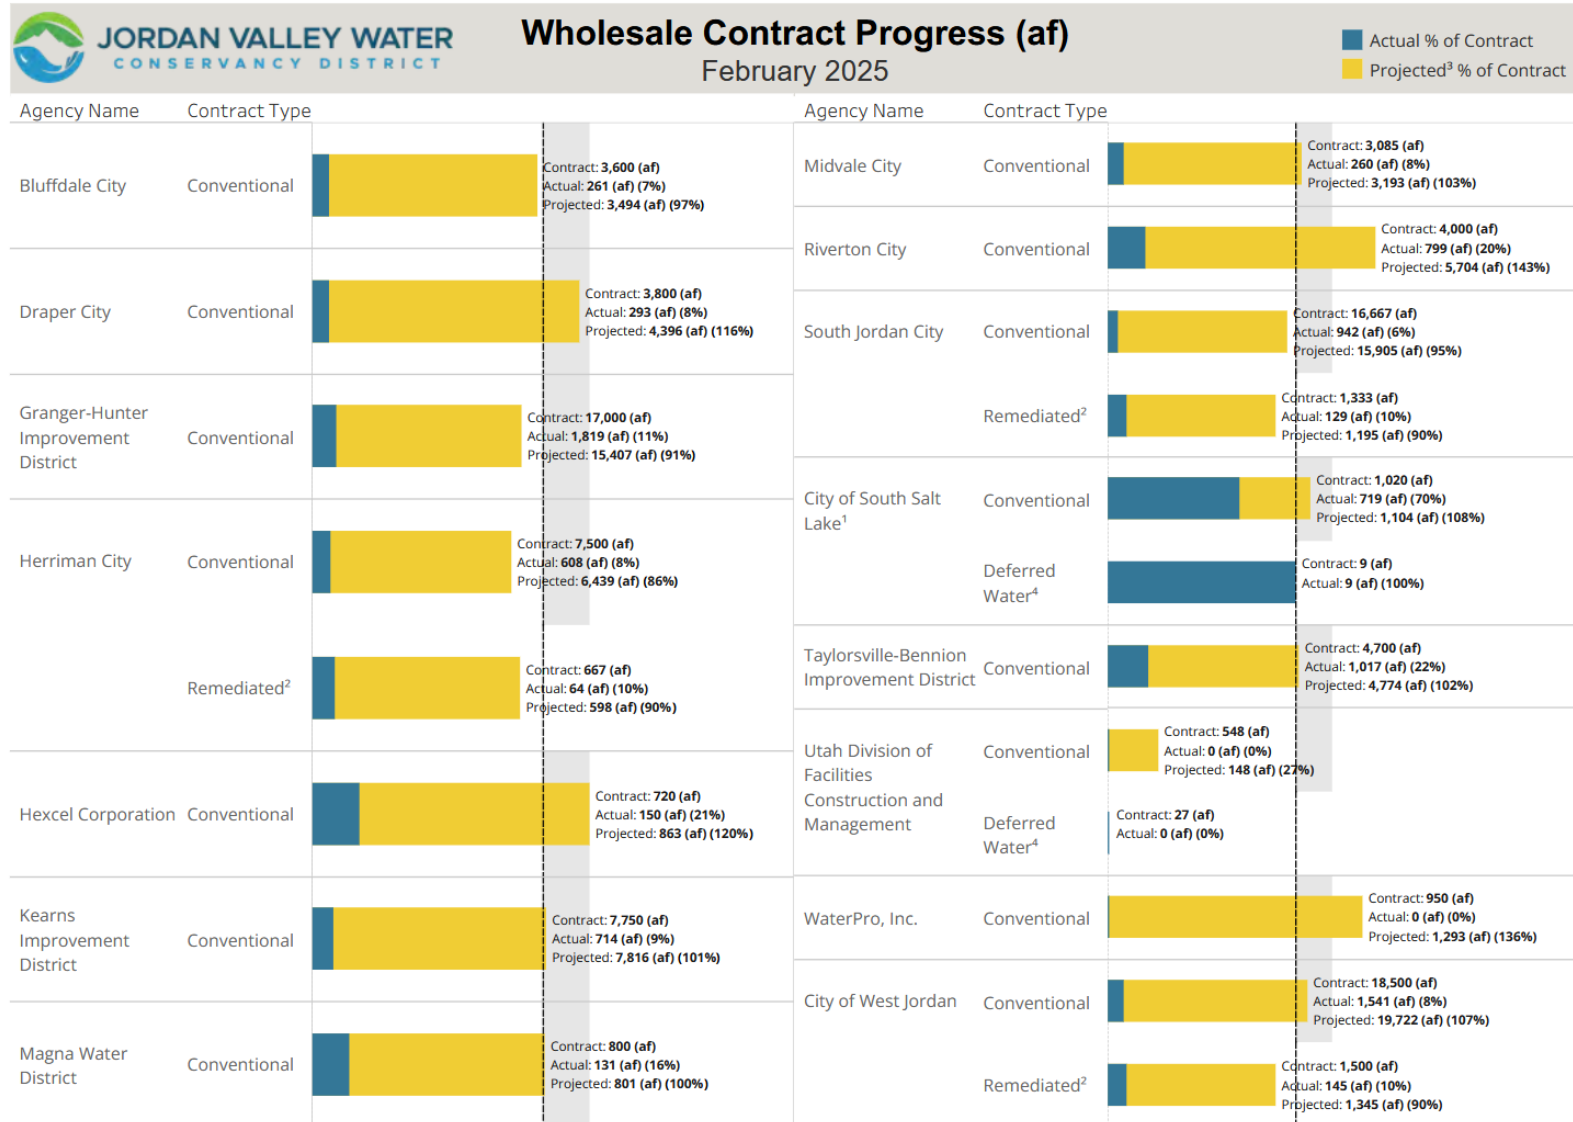 JORDAN VALLEY WATER
CONSERVANCY DISTRICT
Wholesale Contract Progress (af)
February 2025
Actual % of Contract
Projected³ % of Contract
Agency Name Contract Type
Bluffdale City Conventional
Contract: 3,600 (af)
Actual: 261 (af) (7%)
Projected: 3,494 (af) (97%)
Draper City Conventional
Contract: 3,800 (af)
Actual: 293 (af) (8%)
Projected: 4,396 (af) (116%)
Granger-Hunter
Improvement
District
Conventional
Contract: 17,000 (af)
Actual: 1,819 (af) (11%)
Projected: 15,407 (af) (91%)
Herriman City Conventional
Contract: 7,500 (af)
Actual: 608 (af) (8%)
Projected: 6,439 (af) (86%)
Remediated²
Contract: 667 (af)
Actual: 64 (af) (10%)
Projected: 598 (af) (90%)
Hexcel Corporation Conventional
Contract: 720 (af)
Actual: 150 (af) (21%)
Projected: 863 (af) (120%)
Kearns
Improvement
District
Conventional
Contract: 7,750 (af)
Actual: 714 (af) (9%)
Projected: 7,816 (af) (101%)
Magna Water
District
Conventional
Contract: 800 (af)
Actual: 131 (af) (16%)
Projected: 801 (af) (100%)
Agency Name Contract Type
Midvale City Conventional
Contract: 3,085 (af)
Actual: 260 (af) (8%)
Projected: 3,193 (af) (103%)
Riverton City Conventional
Contract: 4,000 (af)
Actual: 799 (af) (20%)
Projected: 5,704 (af) (143%)
South Jordan City Conventional
Contract: 16,667 (af)
Actual: 942 (af) (6%)
Projected: 15,905 (af) (95%)
Remediated²
Contract: 1,333 (af)
Actual: 129 (af) (10%)
Projected: 1,195 (af) (90%)
City of South Salt
Lake¹
Conventional
Contract: 1,020 (af)
Actual: 719 (af) (70%)
Projected: 1,104 (af) (108%)
Deferred
Water⁴
Contract: 9 (af)
Actual: 9 (af) (100%)
Taylorsville-Bennion
Improvement District
Conventional
Contract: 4,700 (af)
Actual: 1,017 (af) (22%)
Projected: 4,774 (af) (102%)
Utah Division of
Facilities
Construction and
Management
Conventional
Contract: 548 (af)
Actual: 0 (af) (0%)
Projected: 148 (af) (27%)
Deferred
Water⁴
Contract: 27 (af)
Actual: 0 (af) (0%)
WaterPro, Inc. Conventional
Contract: 950 (af)
Actual: 0 (af) (0%)
Projected: 1,293 (af) (136%)
City of West Jordan Conventional
Contract: 18,500 (af)
Actual: 1,541 (af) (8%)
Projected: 19,722 (af) (107%)
Remediated²
Contract: 1,500 (af)
Actual: 145 (af) (10%)
Projected: 1,345 (af) (90%)